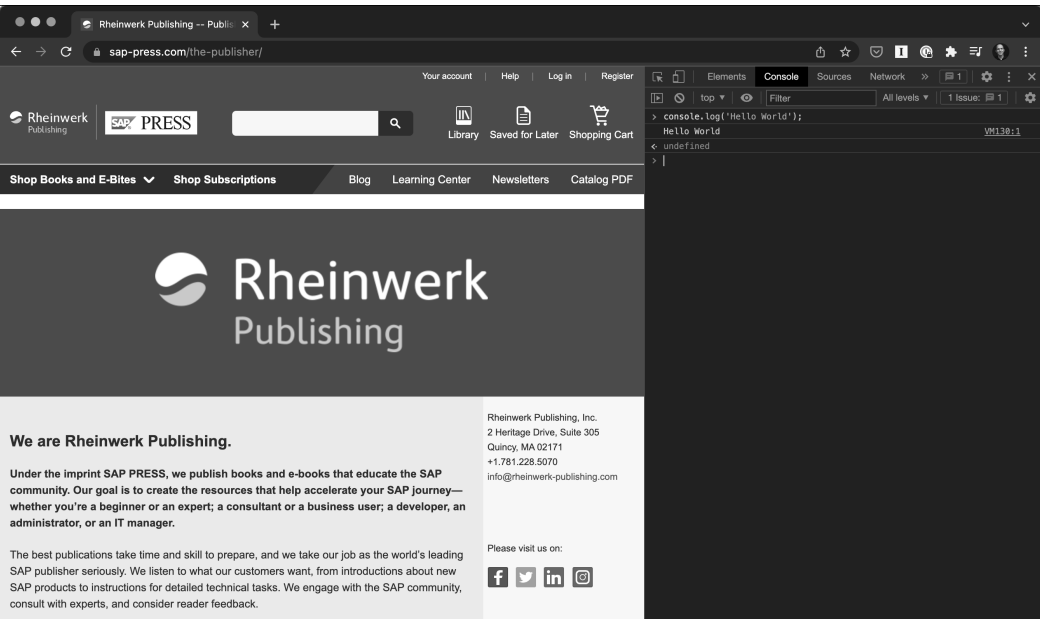 Rheinwerk Publishing -- Publis
sap-press.com/the-publisher/
Your account | Help | Log in | Register
Rheinwerk
Publishing
SAP PRESS
Library
Saved for Later
Shopping Cart
Shop Books and E-Bites
Shop Subscriptions
Blog
Learning Center
Newsletters
Catalog PDF
Rheinwerk
Publishing
We are Rheinwerk Publishing.
Under the imprint SAP PRESS, we publish books and e-books that educate the SAP
community. Our goal is to create the resources that help accelerate your SAP journey—
whether you’re a beginner or an expert; a consultant or a business user; a developer, an
administrator, or an IT manager.
The best publications take time and skill to prepare, and we take our job as the world’s leading
SAP publisher seriously. We listen to what our customers want, from introductions about new
SAP products to instructions for detailed technical tasks. We engage with the SAP community,
consult with experts, and consider reader feedback.
Rheinwerk Publishing, Inc.
2 Heritage Drive, Suite 305
Quincy, MA 02171
+1.781.228.5070
info@rheinwerk-publishing.com
Please visit us on:
Elements Console Sources Network » 1
top Filter All levels 1 Issue: 1
> console.log('Hello World');
Hello World VM130:1
undefined
>